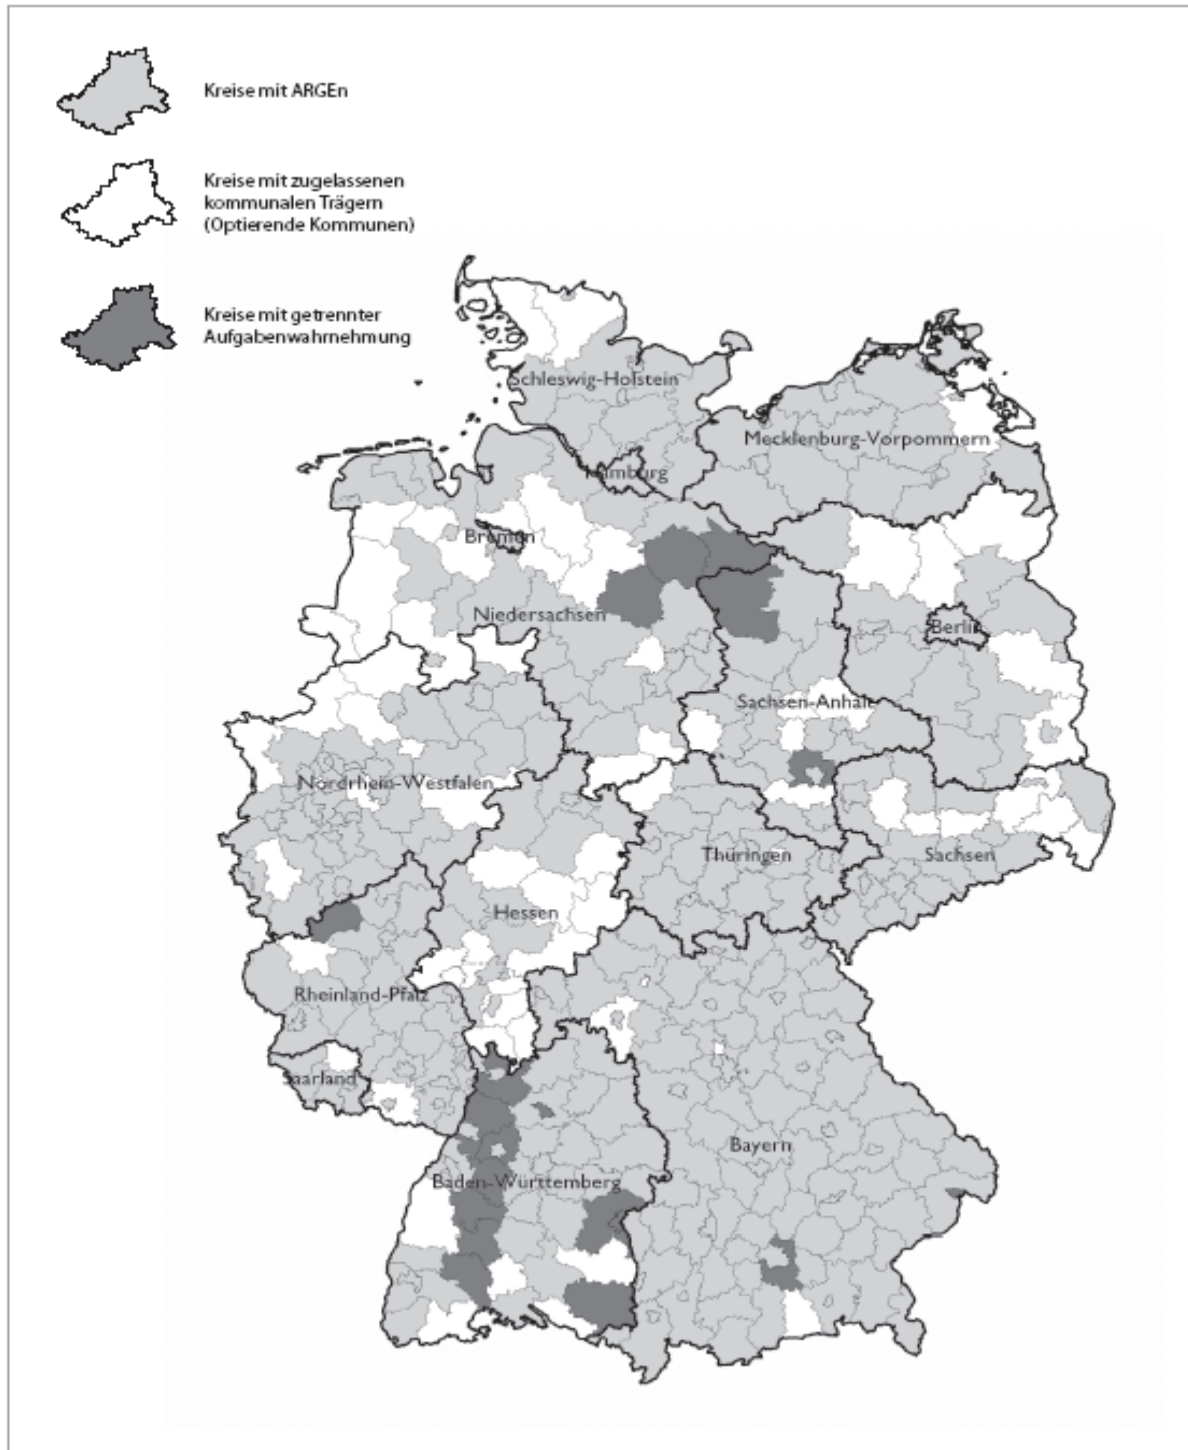 Kreise mit ARGEn
Kreise mit zugelassenen
kommunalen Trägern
(Optierende Kommunen)
Kreise mit getrennter
Aufgabenwahrnehmung
Schleswig-Holstein
Mecklenburg-Vorpommern
Hamburg
Bremen
Niedersachsen
Berlin
Sachsen-Anhalt
Nordrhein-Westfalen
Thüringen
Sachsen
Hessen
Rheinland-Pfalz
Saarland
Bayern
Baden-Württemberg